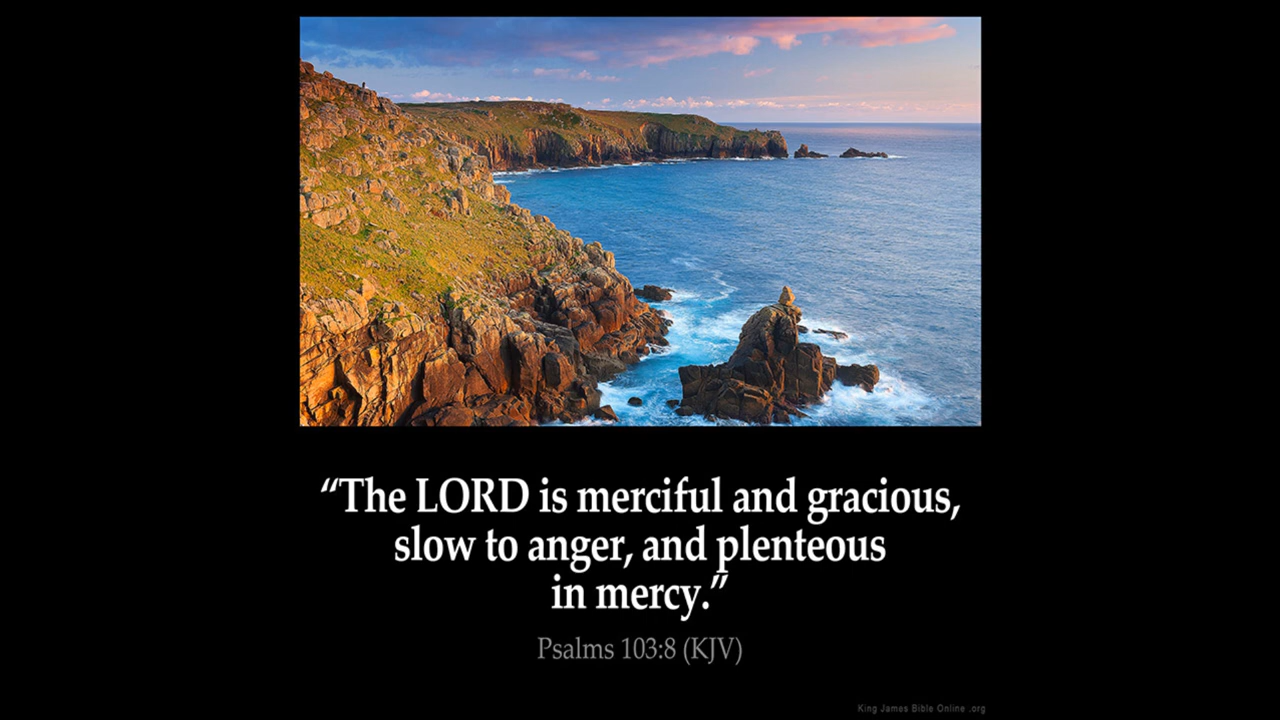 “The LORD is merciful and gracious,
slow to anger, and plenteous
in mercy.”
Psalms 103:8 (KJV)
King James Bible Online .org